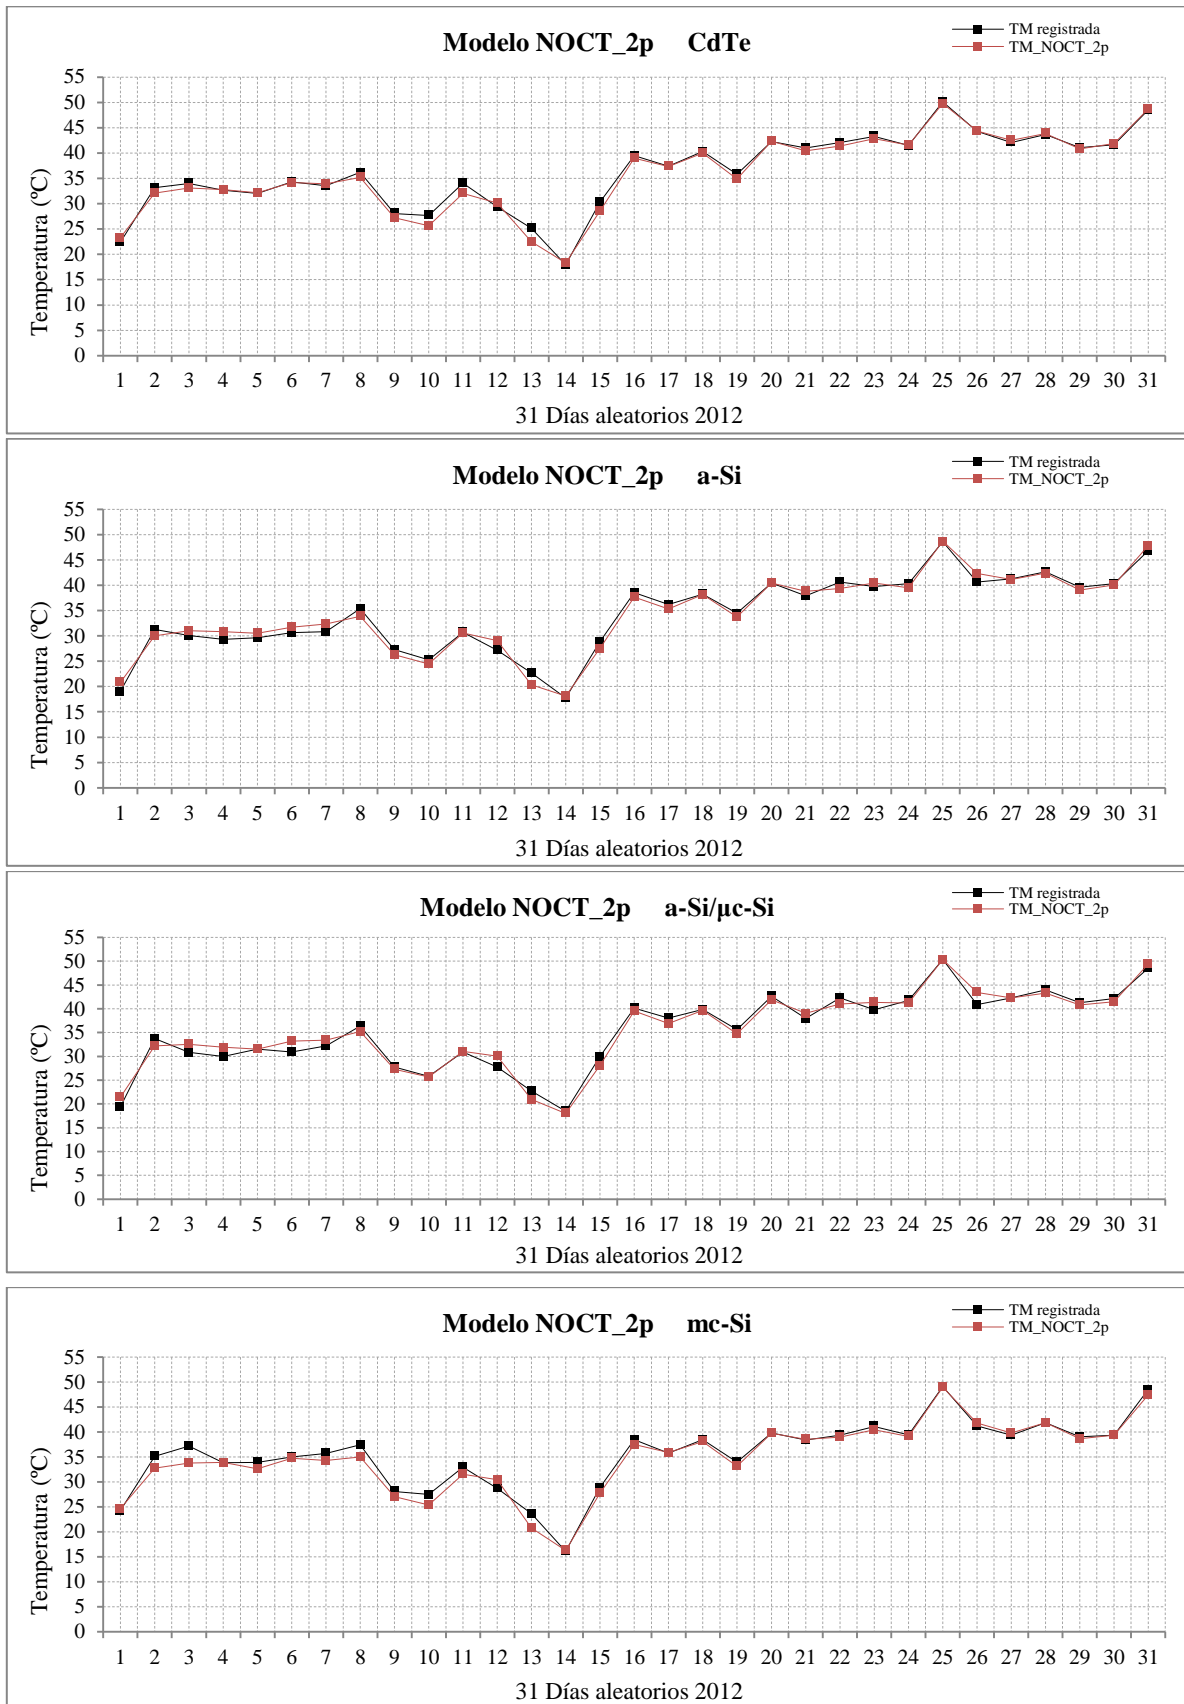 Modelo NOCT_2p CdTe
TM registrada
TM_NOCT_2p
Temperatura (ºC)
55
50
45
40
35
30
25
20
15
10
5
0
1 2 3 4 5 6 7 8 9 10 11 12 13 14 15 16 17 18 19 20 21 22 23 24 25 26 27 28 29 30 31
31 Días aleatorios 2012
Modelo NOCT_2p a-Si
TM registrada
TM_NOCT_2p
Temperatura (ºC)
55
50
45
40
35
30
25
20
15
10
5
0
1 2 3 4 5 6 7 8 9 10 11 12 13 14 15 16 17 18 19 20 21 22 23 24 25 26 27 28 29 30 31
31 Días aleatorios 2012
Modelo NOCT_2p a-Si/µc-Si
TM registrada
TM_NOCT_2p
Temperatura (ºC)
55
50
45
40
35
30
25
20
15
10
5
0
1 2 3 4 5 6 7 8 9 10 11 12 13 14 15 16 17 18 19 20 21 22 23 24 25 26 27 28 29 30 31
31 Días aleatorios 2012
Modelo NOCT_2p mc-Si
TM registrada
TM_NOCT_2p
Temperatura (ºC)
55
50
45
40
35
30
25
20
15
10
5
0
1 2 3 4 5 6 7 8 9 10 11 12 13 14 15 16 17 18 19 20 21 22 23 24 25 26 27 28 29 30 31
31 Días aleatorios 2012